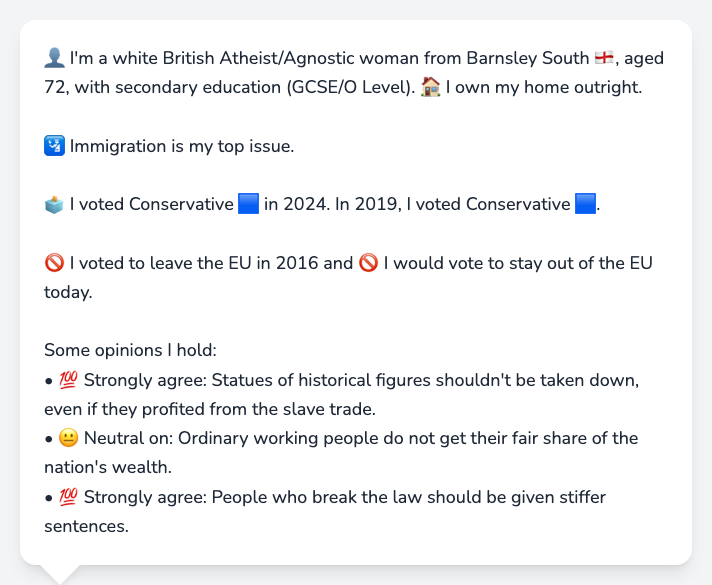 👤 I'm a white British Atheist/Agnostic woman from Barnsley South 🏴󠁧󠁢󠁥󠁮󠁧󠁿, aged
72, with secondary education (GCSE/O Level). 🏠 I own my home outright.
🛂 Immigration is my top issue.
🗳️ I voted Conservative 🟦 in 2024. In 2019, I voted Conservative 🟦.
🚫 I voted to leave the EU in 2016 and 🚫 I would vote to stay out of the EU
today.
Some opinions I hold:
• 💯 Strongly agree: Statues of historical figures shouldn't be taken down,
even if they profited from the slave trade.
• 😐 Neutral on: Ordinary working people do not get their fair share of the
nation's wealth.
• 💯 Strongly agree: People who break the law should be given stiffer
sentences.